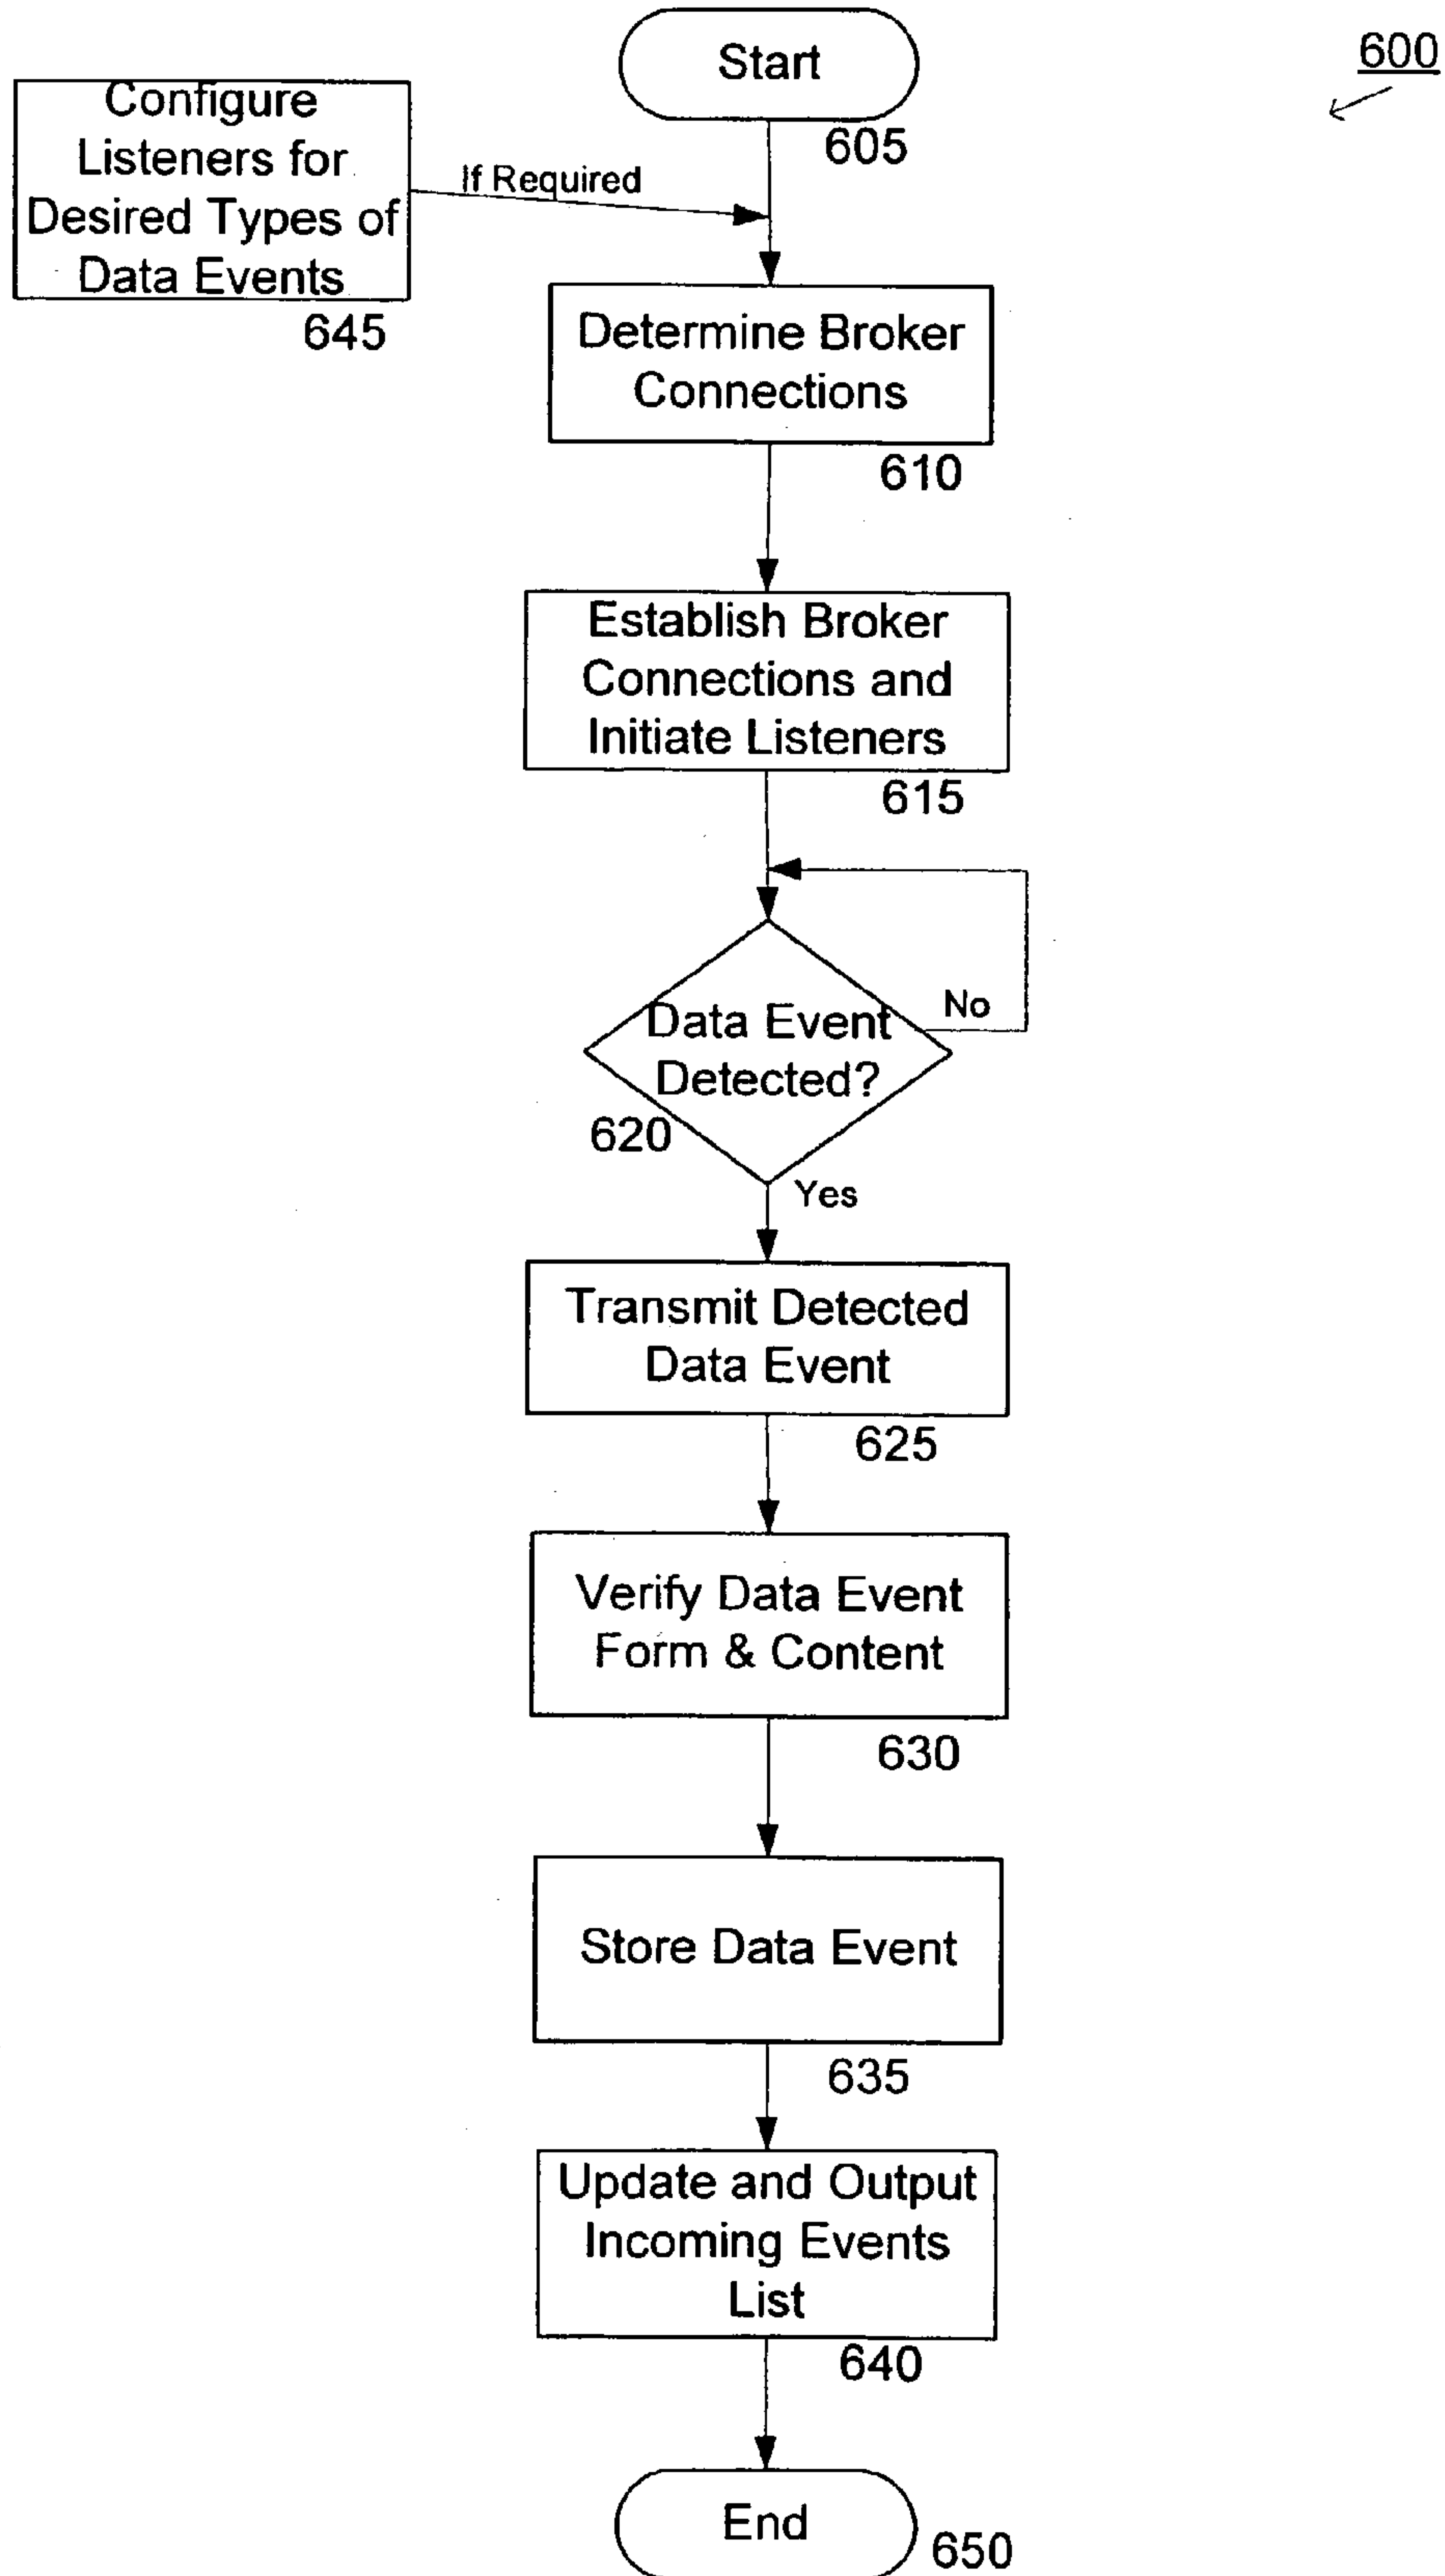 Start
600
605
Configure
Listeners for
Desired Types of
Data Events
645
If Required
Determine Broker
Connections
610
Establish Broker
Connections and
Initiate Listeners
615
Data Event
Detected?
No
620
Yes
Transmit Detected
Data Event
625
Verify Data Event
Form & Content
630
Store Data Event
635
Update and Output
Incoming Events
List
640
End
650